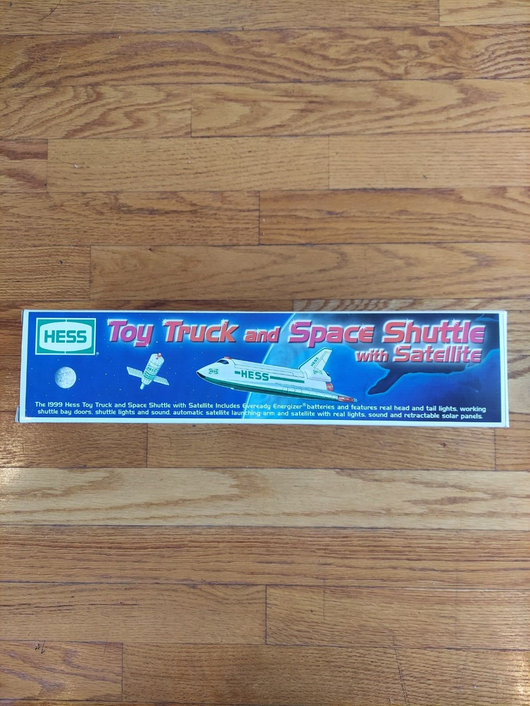 HESS
Toy Truck and Space Shuttle
with Satellite
HESS
The 1999 Hess Toy Truck and Space Shuttle with Satellite Includes Eveready Energizer® batteries and features real head and tail lights, working
shuttle bay doors, shuttle lights and sound, automatic satellite launching arm and satellite with real lights, sound and retractable solar panels.